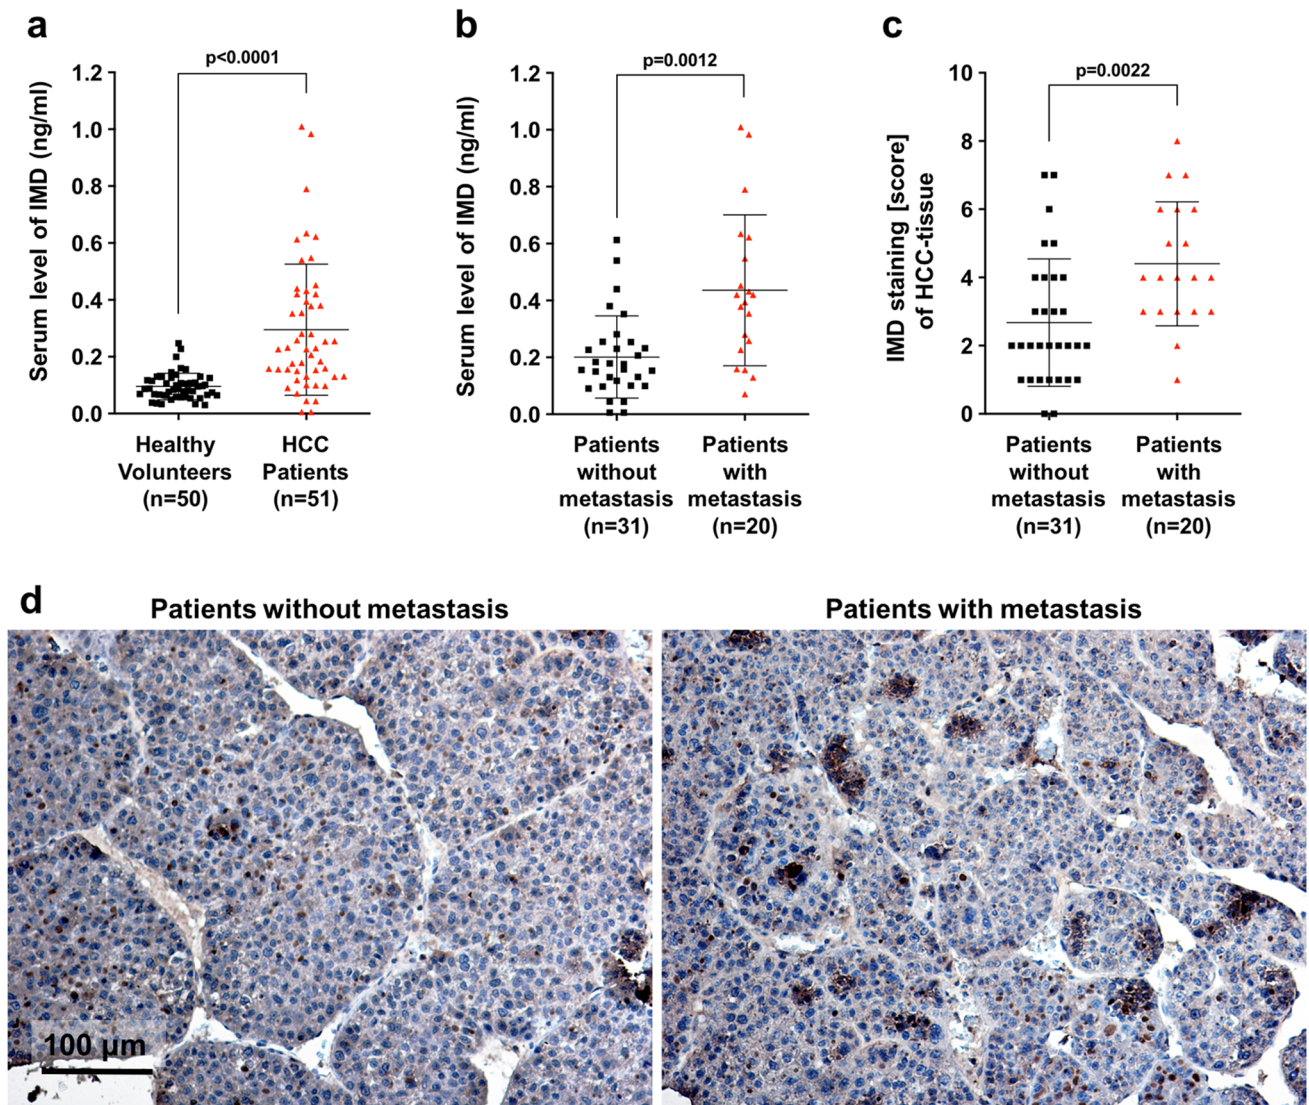 a
p<0.0001
Serum level of IMD (ng/ml)
1.2
1.0
0.8
0.6
0.4
0.2
0.0
Healthy
Volunteers
(n=50)
HCC
Patients
(n=51)
b
p=0.0012
Serum level of IMD (ng/ml)
1.2
1.0
0.8
0.6
0.4
0.2
0.0
Patients
without
metastasis
(n=31)
Patients
with
metastasis
(n=20)
c
p=0.0022
IMD staining [score]
of HCC-tissue
10
8
6
4
2
0
Patients
without
metastasis
(n=31)
Patients
with
metastasis
(n=20)
d
Patients without metastasis
Patients with metastasis
100 µm